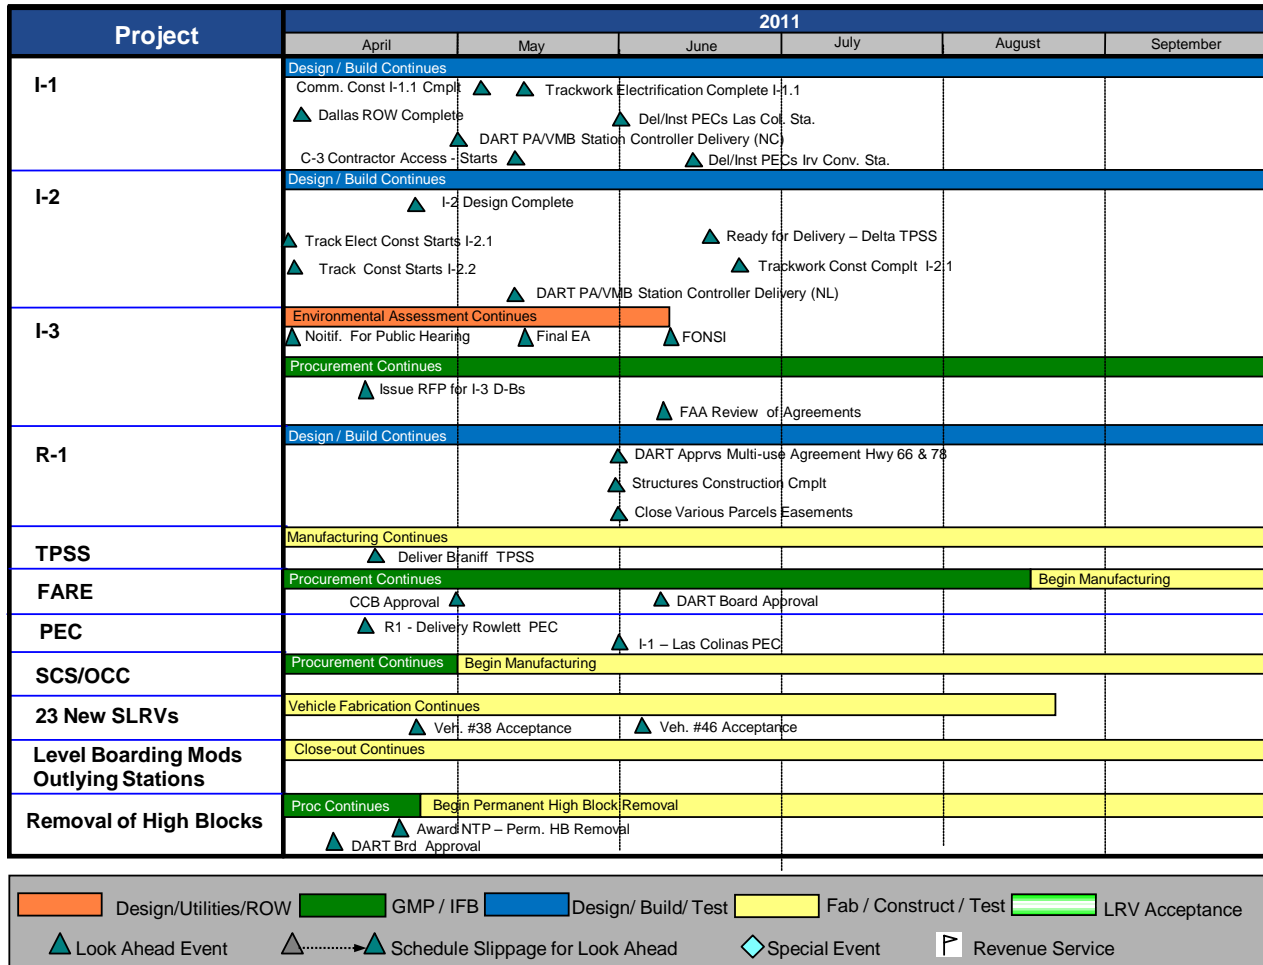 Project
2011
April May June July August September
I-1
Design / Build Continues
Comm. Const I-1.1 Cmplt
Trackwork Electrification Complete I-1.1
Dallas ROW Complete
Del/Inst PECs Las Col. Sta.
DART PA/VMB Station Controller Delivery (NC)
C-3 Contractor Access - Starts
Del/Inst PECs Irv Conv. Sta.
I-2
Design / Build Continues
I-2 Design Complete
Track Elect Const Starts I-2.1
Ready for Delivery – Delta TPSS
Track Const Starts I-2.2
Trackwork Const Complt I-2.1
DART PA/VMB Station Controller Delivery (NL)
I-3
Environmental Assessment Continues
Noitif. For Public Hearing
Final EA
FONSI
Procurement Continues
Issue RFP for I-3 D-Bs
FAA Review of Agreements
R-1
Design / Build Continues
DART Apprvs Multi-use Agreement Hwy 66 & 78
Structures Construction Cmplt
Close Various Parcels Easements
TPSS
Manufacturing Continues
Deliver Braniff TPSS
FARE
Procurement Continues
Begin Manufacturing
CCB Approval
DART Board Approval
PEC
R1 - Delivery Rowlett PEC
I-1 – Las Colinas PEC
SCS/OCC
Procurement Continues
Begin Manufacturing
23 New SLRVs
Vehicle Fabrication Continues
Veh. #38 Acceptance
Veh. #46 Acceptance
Level Boarding Mods
Outlying Stations
Close-out Continues
Removal of High Blocks
Proc Continues
Begin Permanent High Block Removal
Award NTP – Perm. HB Removal
DART Brd Approval
Design/Utilities/ROW
GMP / IFB
Design/ Build/ Test
Fab / Construct / Test
LRV Acceptance
Look Ahead Event
Schedule Slippage for Look Ahead
Special Event
Revenue Service